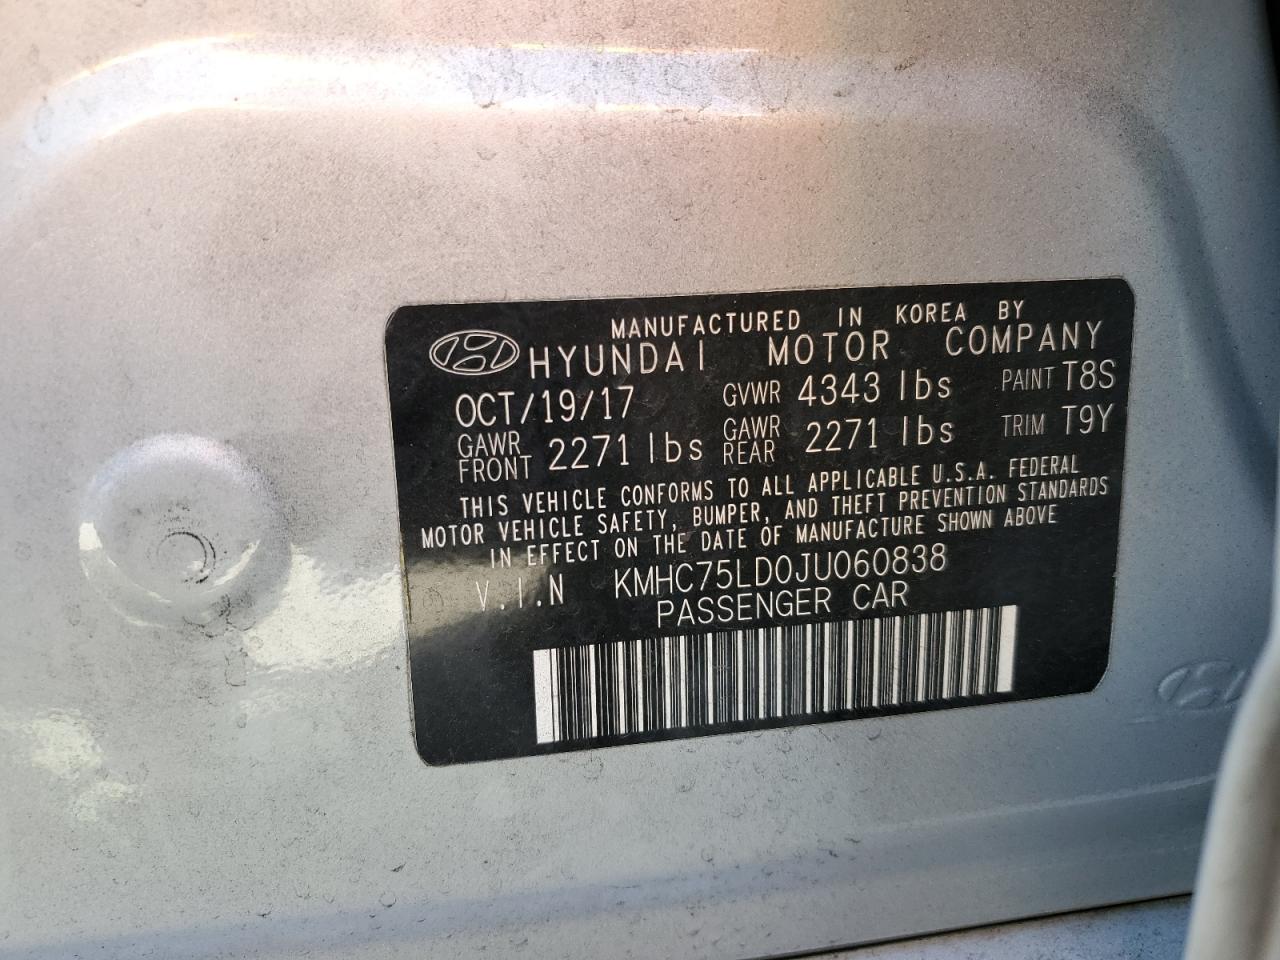 MANUFACTURED IN KOREA BY
HYUNDAI MOTOR COMPANY
OCT/19/17 GVWR 4343 lbs PAINT T8S
GAWR FRONT 2271 lbs GAWR REAR 2271 lbs TRIM T9Y
THIS VEHICLE CONFORMS TO ALL APPLICABLE U.S.A. FEDERAL
MOTOR VEHICLE SAFETY, BUMPER, AND THEFT PREVENTION STANDARDS
IN EFFECT ON THE DATE OF MANUFACTURE SHOWN ABOVE
V.I.N KMHC75LD0JU060838
PASSENGER CAR